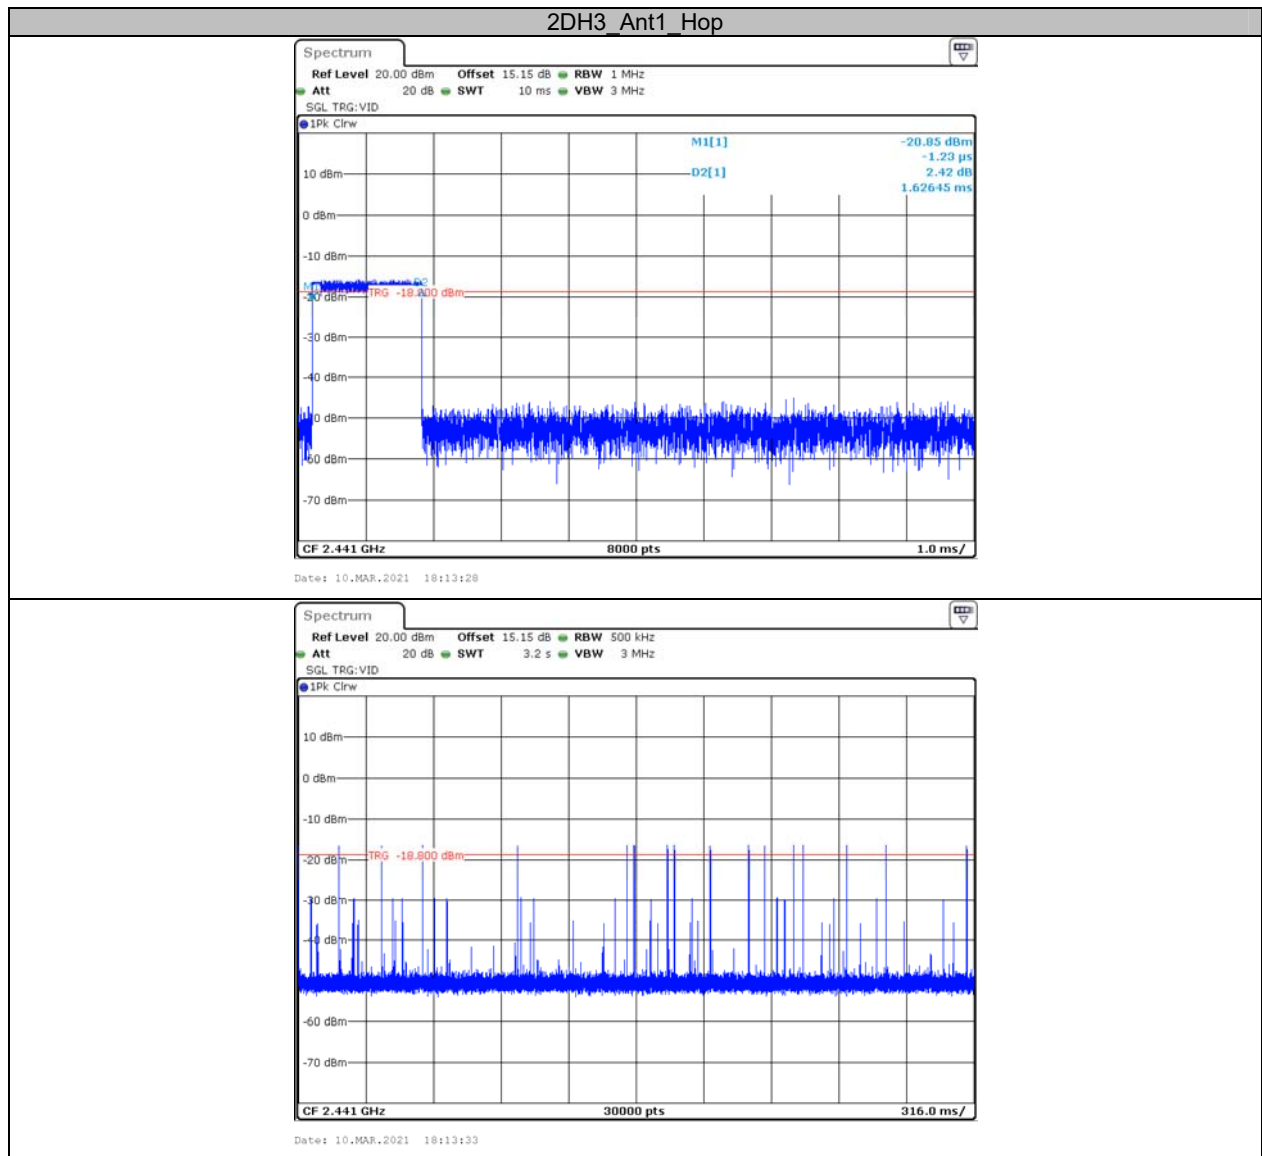 2DH3_Ant1_Hop
Spectrum
Ref Level 20.00 dBm Offset 15.15 dB RBW 1 MHz
Att 20 dB SWT 10 ms VBW 3 MHz
SGL TRG:VID
1Pk Clrw
M1[1] -20.85 dBm
-1.23 µs
D2[1] 2.42 dB
1.62645 ms
10 dBm
0 dBm
-10 dBm
D2
TRG -18.800 dBm
-20 dBm
-30 dBm
-40 dBm
-60 dBm
-70 dBm
CF 2.441 GHz 8000 pts 1.0 ms/
Date: 10.MAR.2021 18:13:28
Spectrum
Ref Level 20.00 dBm Offset 15.15 dB RBW 500 kHz
Att 20 dB SWT 3.2 s VBW 3 MHz
SGL TRG:VID
1Pk Clrw
10 dBm
0 dBm
-10 dBm
TRG -18.800 dBm
-20 dBm
-30 dBm
-40 dBm
-60 dBm
-70 dBm
CF 2.441 GHz 30000 pts 316.0 ms/
Date: 10.MAR.2021 18:13:33